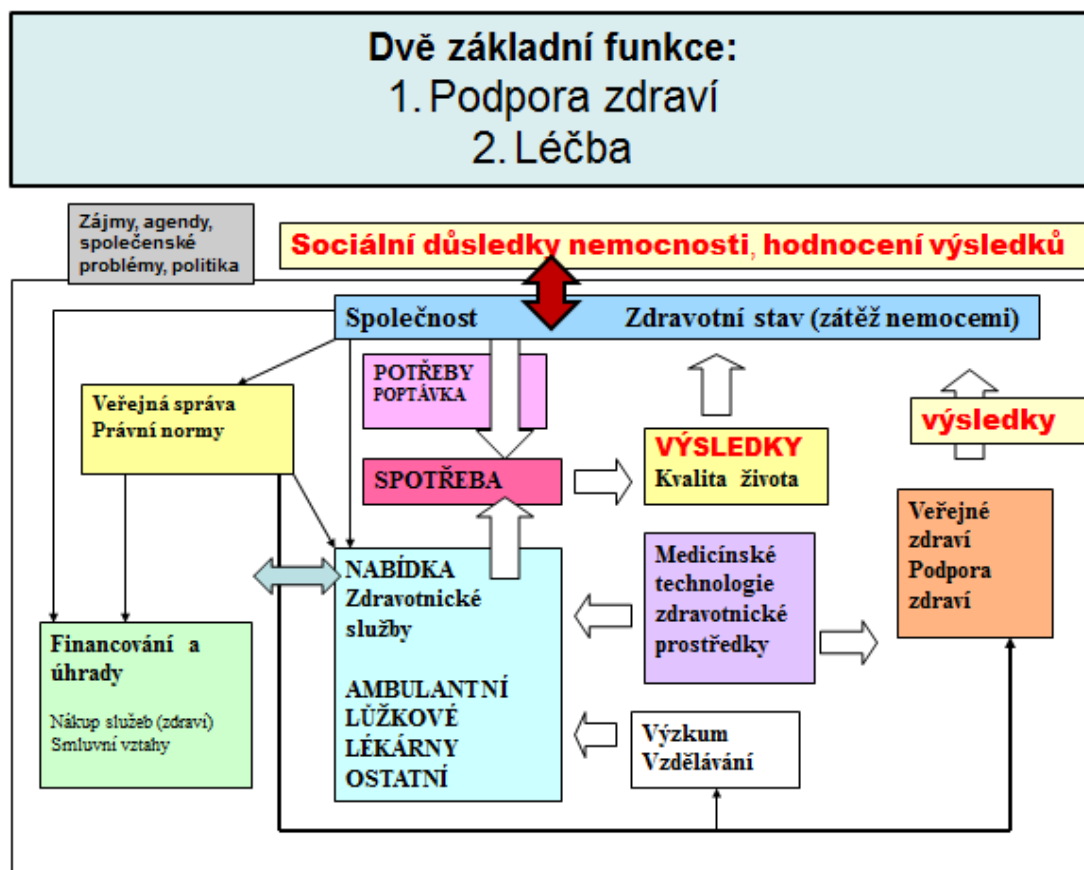 Dvě základní funkce:
1. Podpora zdraví
2. Léčba
Zájmy, agendy,
společenské
problémy, politika
Sociální důsledky nemocnosti, hodnocení výsledků
Společnost Zdravotní stav (zátěž nemocemi)
POTŘEBY
POPTÁVKA
Veřejná správa
Právní normy
výsledky
VÝSLEDKY
Kvalita života
SPOTŘEBA
Veřejné
zdraví
Podpora
zdraví
NABÍDKA
Zdravotnické
služby
AMBULANTNÍ
LŮŽKOVÉ
LÉKÁRNY
OSTATNÍ
Medicínské
technologie
zdravotnické
prostředky
Financování a
úhrady
Nákup služeb (zdraví)
Smluvní vztahy
Výzkum
Vzdělávání